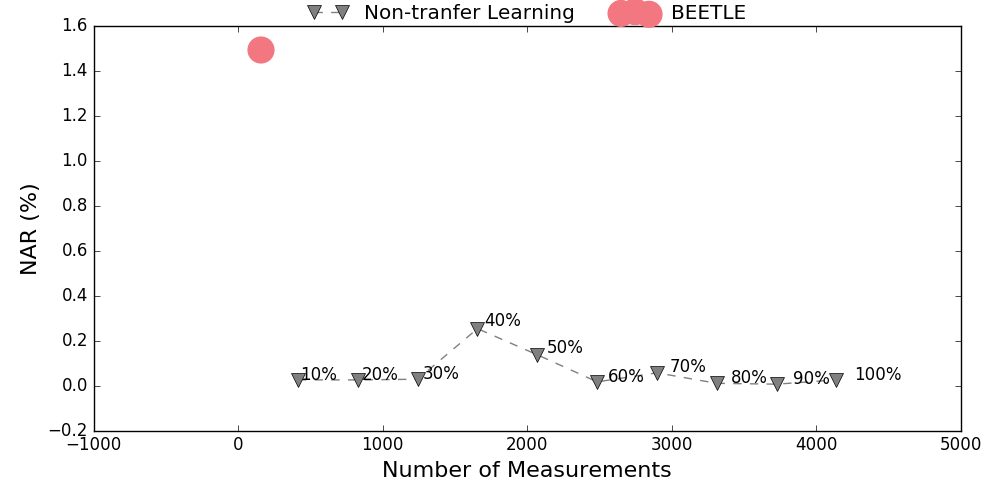 Non-tranfer Learning BEETLE
1.6
1.4
1.2
1.0
0.8
0.6
0.4
0.2
0.0
−0.2
NAR (%)
10% 20% 30% 40% 50% 60% 70% 80% 90% 100%
−1000 0 1000 2000 3000 4000 5000
Number of Measurements